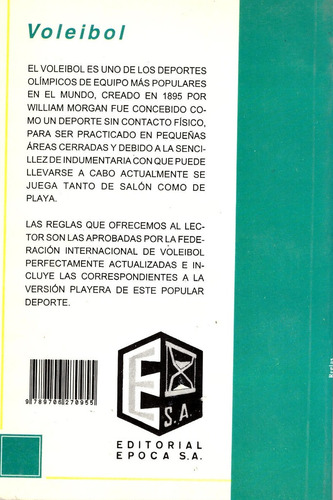 Voleibol
EL VOLEIBOL ES UNO DE LOS DEPORTES
OLÍMPICOS DE EQUIPO MÁS POPULARES
EN EL MUNDO, CREADO EN 1895 POR
WILLIAM MORGAN FUE CONCEBIDO CO-
MO UN DEPORTE SIN CONTACTO FÍSICO,
PARA SER PRACTICADO EN PEQUEÑAS
ÁREAS CERRADAS Y DEBIDO A LA SENCI-
LLEZ DE INDUMENTARIA CON QUE PUEDE
LLEVARSE A CABO ACTUALMENTE SE
JUEGA TANTO DE SALÓN COMO DE
PLAYA.
LAS REGLAS QUE OFRECEMOS AL LEC-
TOR SON LAS APROBADAS POR LA FEDE-
RACIÓN INTERNACIONAL DE VOLEIBOL
PERFECTAMENTE ACTUALIZADAS E IN-
CLUYE LAS CORRESPONDIENTES A LA
VERSIÓN PLAYERA DE ESTE POPULAR
DEPORTE.
9 789706 270955
E
S.A.
EDITORIAL
EPOCA S.A.
Reglas